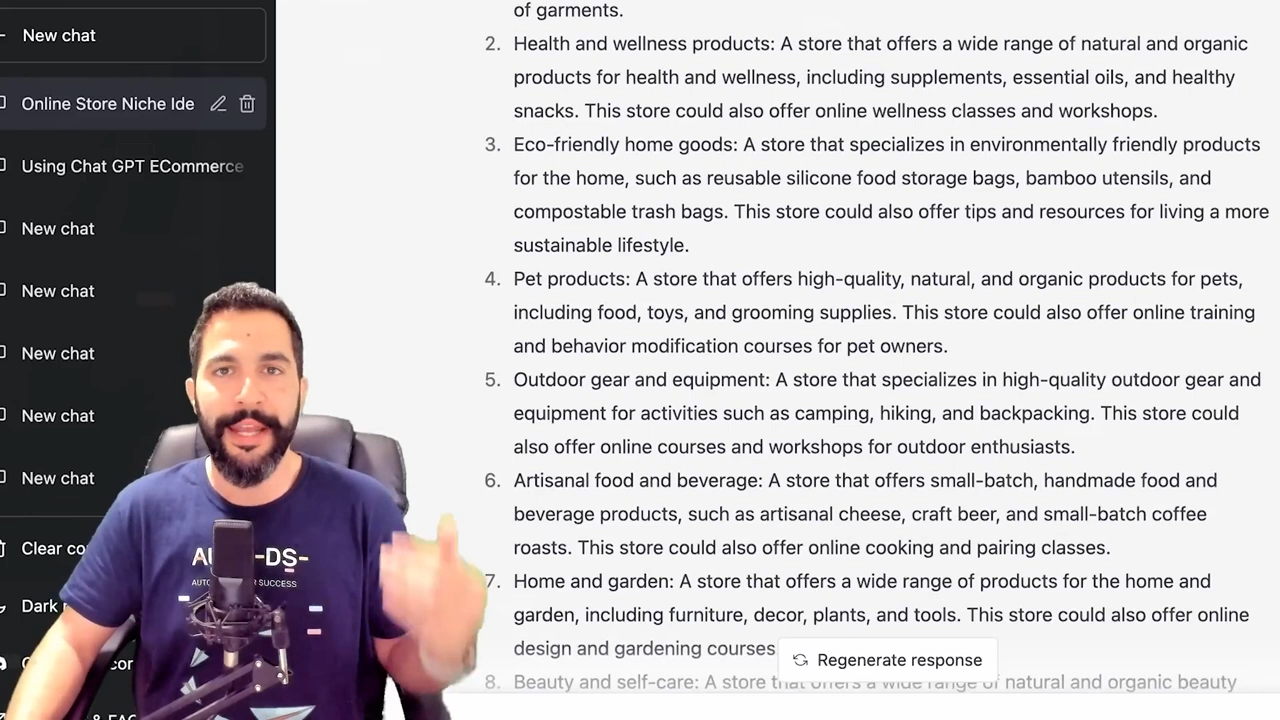 New chat
Online Store Niche Ide
Using Chat GPT ECommerce
New chat
New chat
New chat
New chat
New chat
Clear co
Dark
of garments.
2. Health and wellness products: A store that offers a wide range of natural and organic
products for health and wellness, including supplements, essential oils, and healthy
snacks. This store could also offer online wellness classes and workshops.
3. Eco-friendly home goods: A store that specializes in environmentally friendly products
for the home, such as reusable silicone food storage bags, bamboo utensils, and
compostable trash bags. This store could also offer tips and resources for living a more
sustainable lifestyle.
4. Pet products: A store that offers high-quality, natural, and organic products for pets,
including food, toys, and grooming supplies. This store could also offer online training
and behavior modification courses for pet owners.
5. Outdoor gear and equipment: A store that specializes in high-quality outdoor gear and
equipment for activities such as camping, hiking, and backpacking. This store could
also offer online courses and workshops for outdoor enthusiasts.
6. Artisanal food and beverage: A store that offers small-batch, handmade food and
beverage products, such as artisanal cheese, craft beer, and small-batch coffee
roasts. This store could also offer online cooking and pairing classes.
7. Home and garden: A store that offers a wide range of products for the home and
garden, including furniture, decor, plants, and tools. This store could also offer online
design and gardening courses
Regenerate response
8. Beauty and self-care: A store that offers a wide range of natural and organic beauty
-DS-
SUCCESS